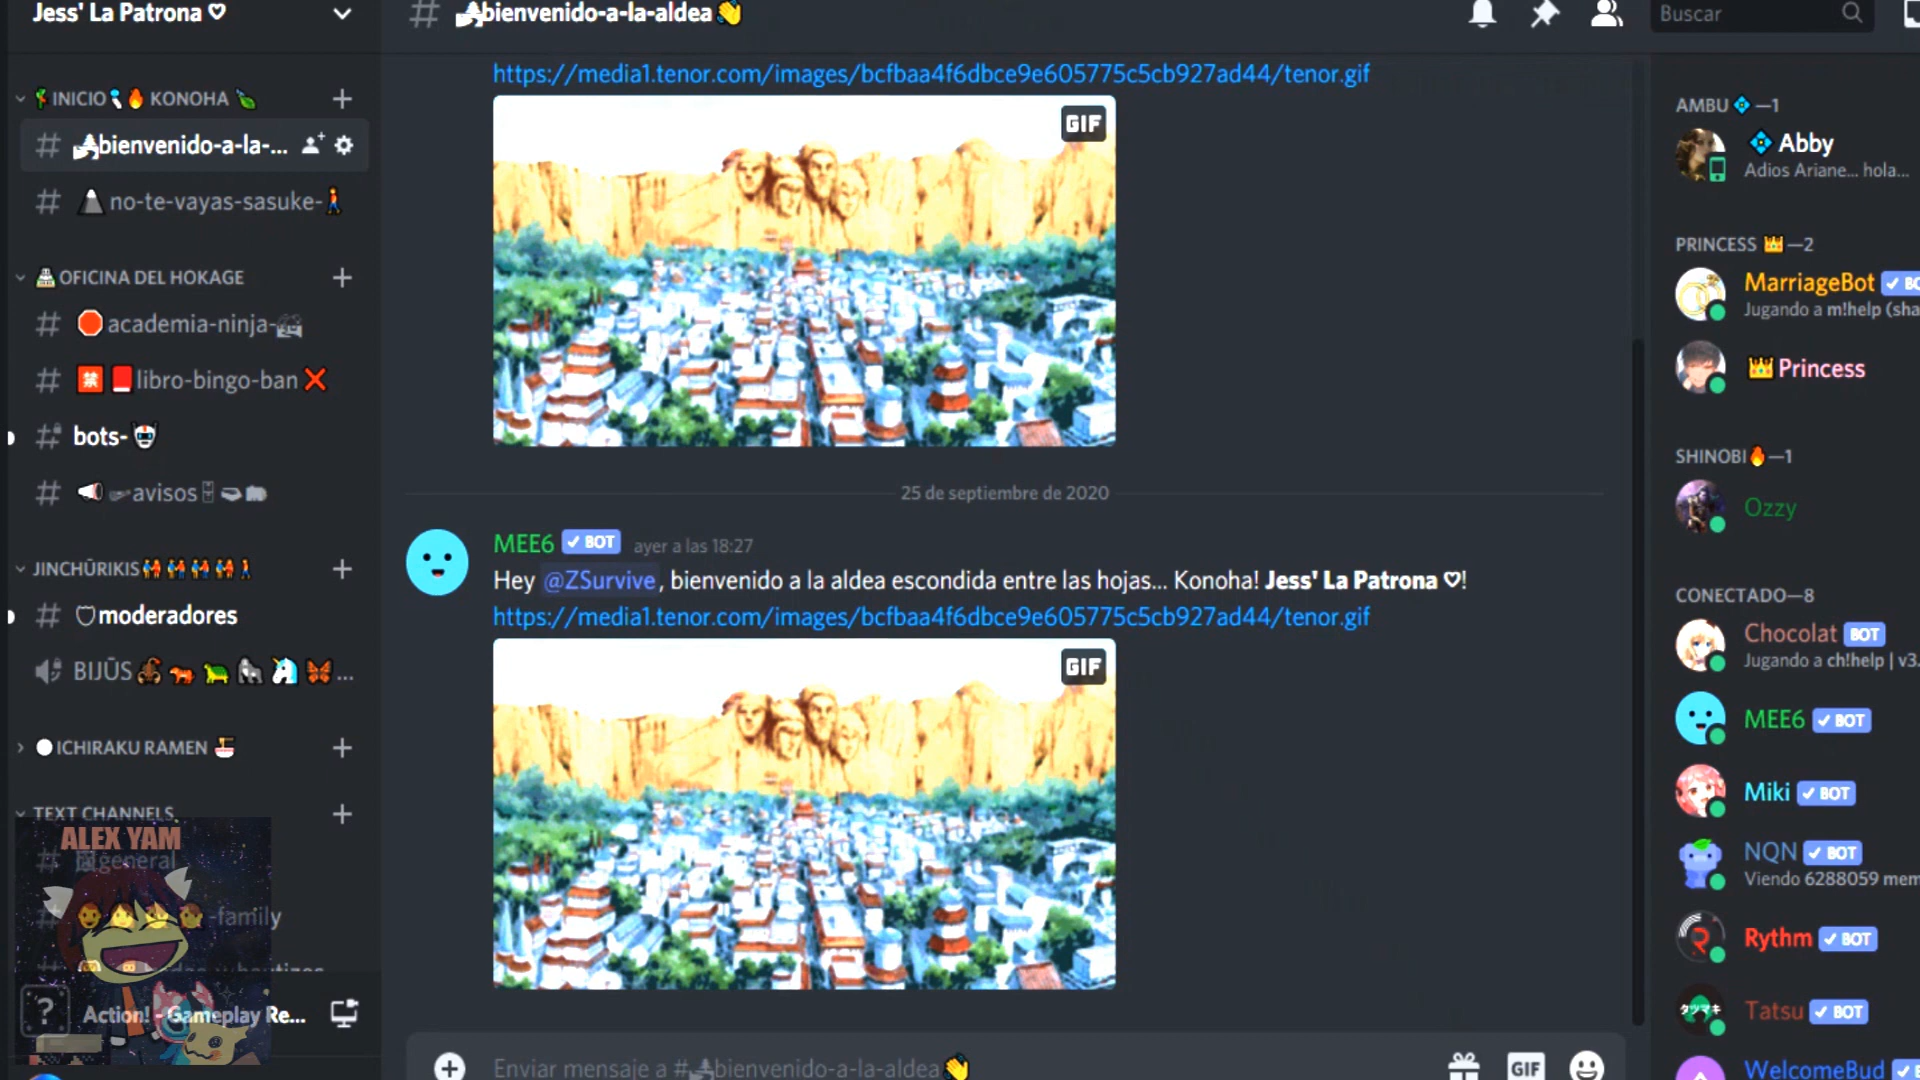 Jess' La Patrona ♡
INICIO KONOHA
bienvenido-a-la-...
no-te-vayas-sasuke-
OFICINA DEL HOKAGE
academia-ninja-
禁 libro-bingo-ban
bots-
avisos
JINCHŪRIKIS
moderadores
BIJŪS ...
ICHIRAKU RAMEN
TEXT CHANNELS
ALEX YAM
general
-family
Action! - Gameplay Re...
bienvenido-a-la-aldea
Buscar
https://media1.tenor.com/images/bcfbaa4f6dbce9e605775c5cb927ad44/tenor.gif
GIF
25 de septiembre de 2020
MEE6 BOT ayer a las 18:27
Hey @ZSurvive, bienvenido a la aldea escondida entre las hojas... Konoha! Jess' La Patrona ♡!
https://media1.tenor.com/images/bcfbaa4f6dbce9e605775c5cb927ad44/tenor.gif
GIF
Enviar mensaje a # bienvenido-a-la-aldea
GIF
AMBU —1
Abby
Adios Ariane... hola...
PRINCESS —2
MarriageBot BO
Jugando a m!help (sha
Princess
SHINOBI —1
Ozzy
CONECTADO—8
Chocolat BOT
Jugando a ch!help | v3.
MEE6 BOT
Miki BOT
NQN BOT
Viendo 6288059 mem
Rythm BOT
タツマキ
Tatsu BOT
WelcomeBud